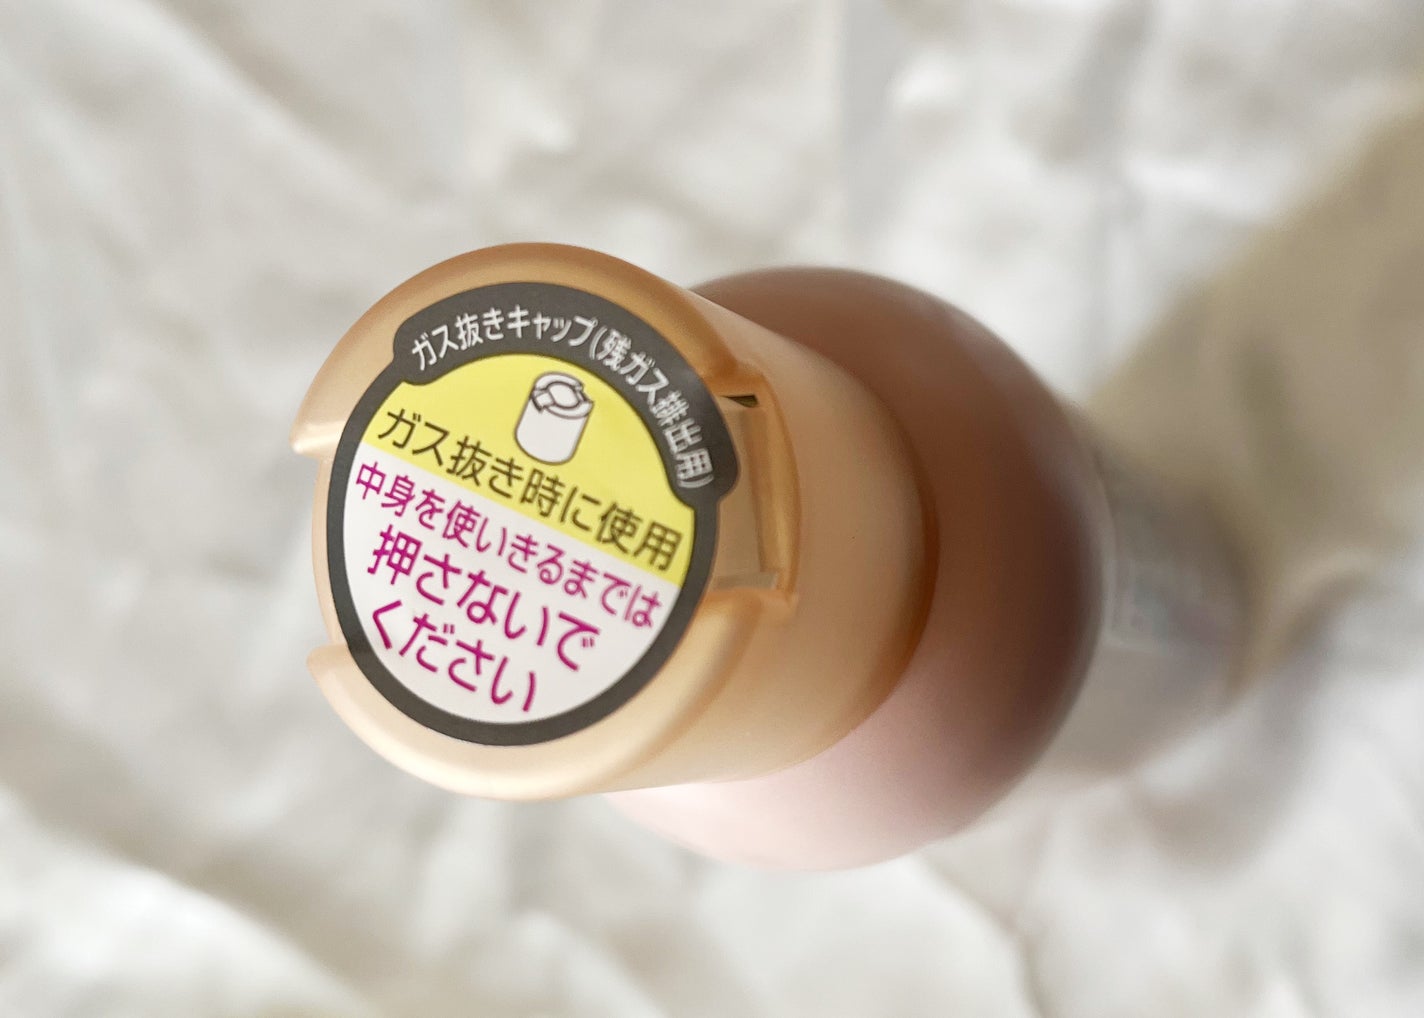 ガス抜きキャップ(残ガス排出用)
ガス抜き時に使用
中身を使いきるまでは
押さないで
ください